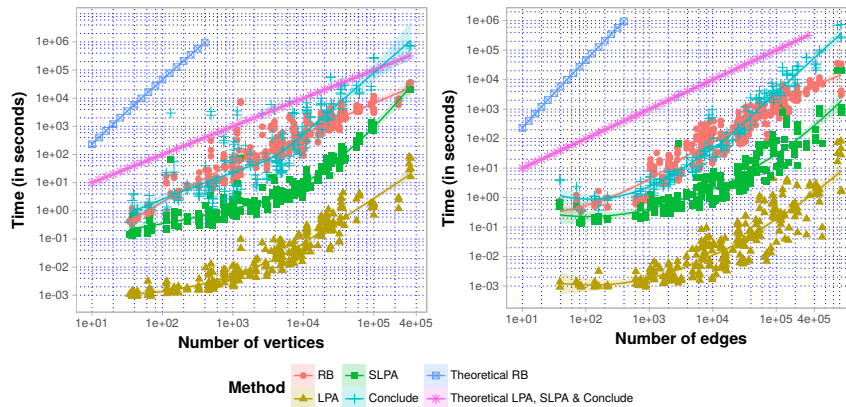 Time (in seconds)
1e+06
1e+05
1e+04
1e+03
1e+02
1e+01
1e+00
1e-01
1e-02
1e-03
1e+01
1e+02
1e+03
1e+04
1e+05
4e+05
Number of vertices
Time (in seconds)
1e+06
1e+05
1e+04
1e+03
1e+02
1e+01
1e+00
1e-01
1e-02
1e-03
1e+01
1e+02
1e+03
1e+04
1e+05
4e+05
Number of edges
Method
RB
SLPA
Theoretical RB
LPA
Conclude
Theoretical LPA, SLPA & Conclude